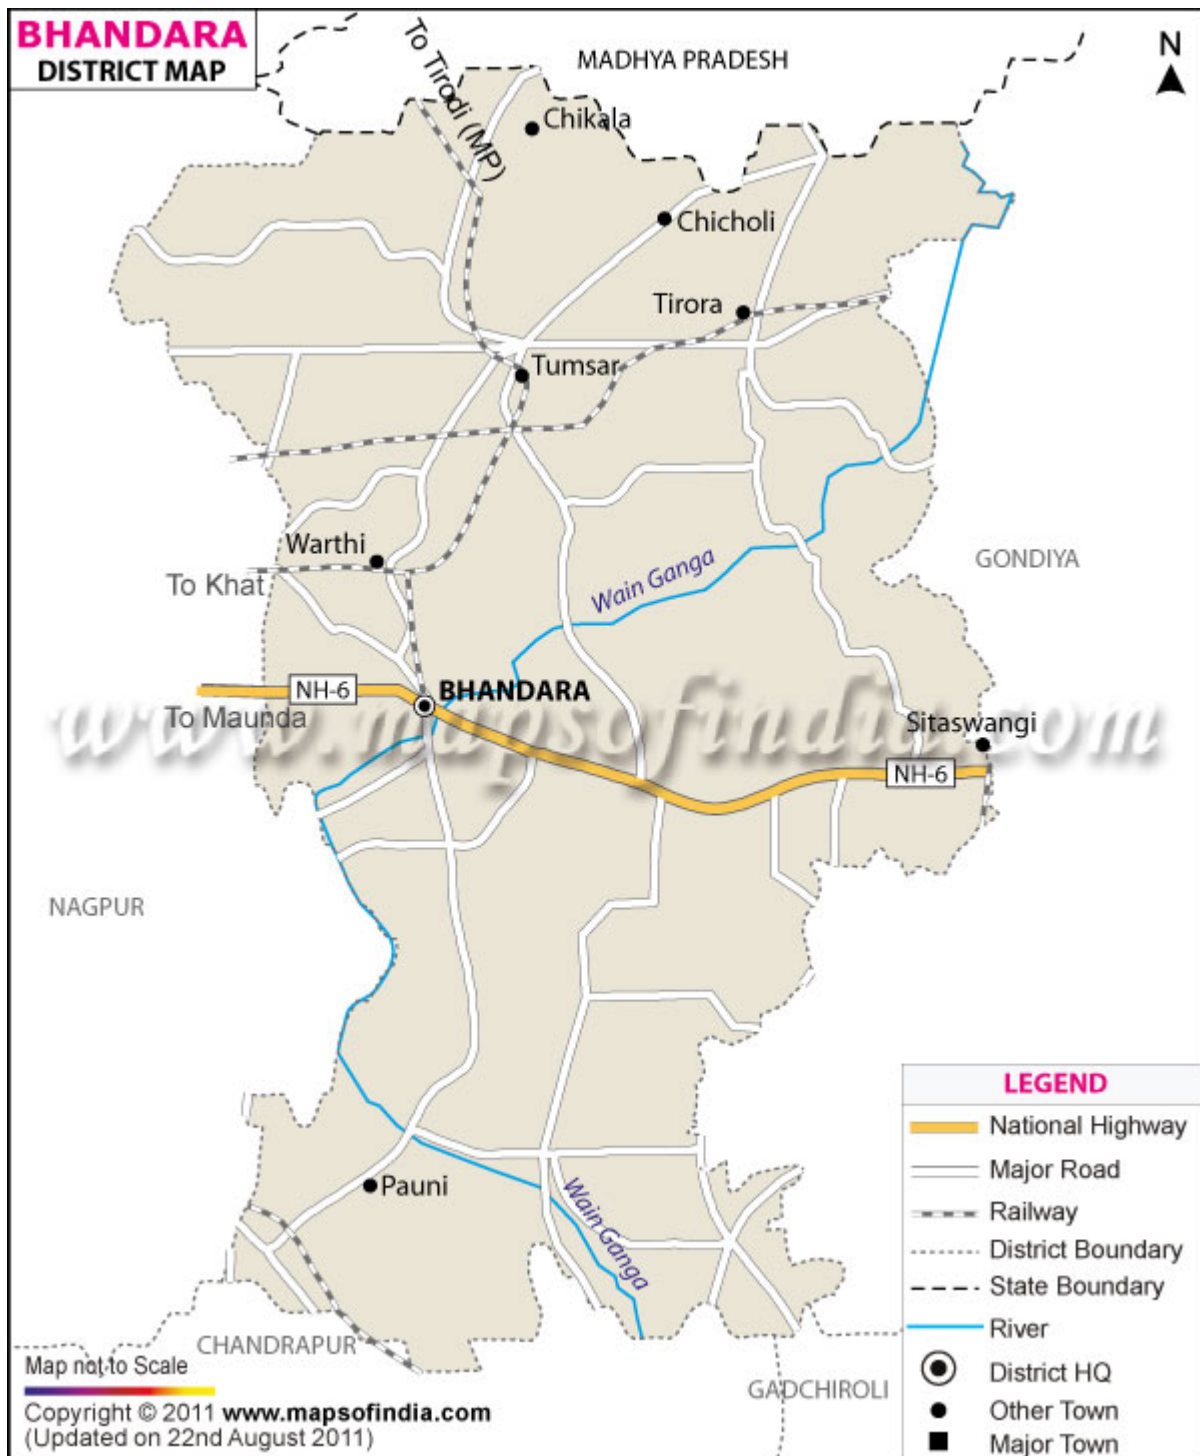 BHANDARA
DISTRICT MAP
To Tirodi (MP)
MADHYA PRADESH
N
Chikala
Chicholi
Tirora
Tumsar
Warthi
To Khat
Wain Ganga
GONDIYA
NH-6
BHANDARA
To Maunda
www.mapsofindia.com
Sitaswangi
NH-6
NAGPUR
Pauni
Wain Ganga
CHANDRAPUR
GADCHIROLI
LEGEND
National Highway
Major Road
Railway
District Boundary
State Boundary
River
District HQ
Other Town
Major Town
Map not to Scale
Copyright © 2011 www.mapsofindia.com
(Updated on 22nd August 2011)